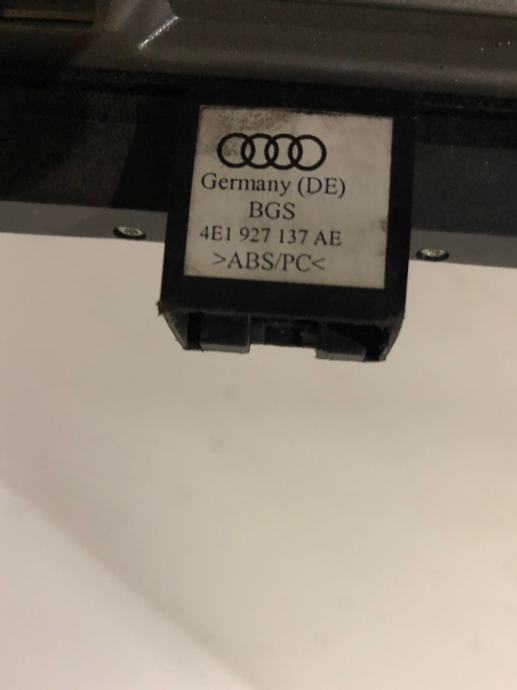 Germany (DE)
BGS
4E1 927 137 AE
>ABS/PC<